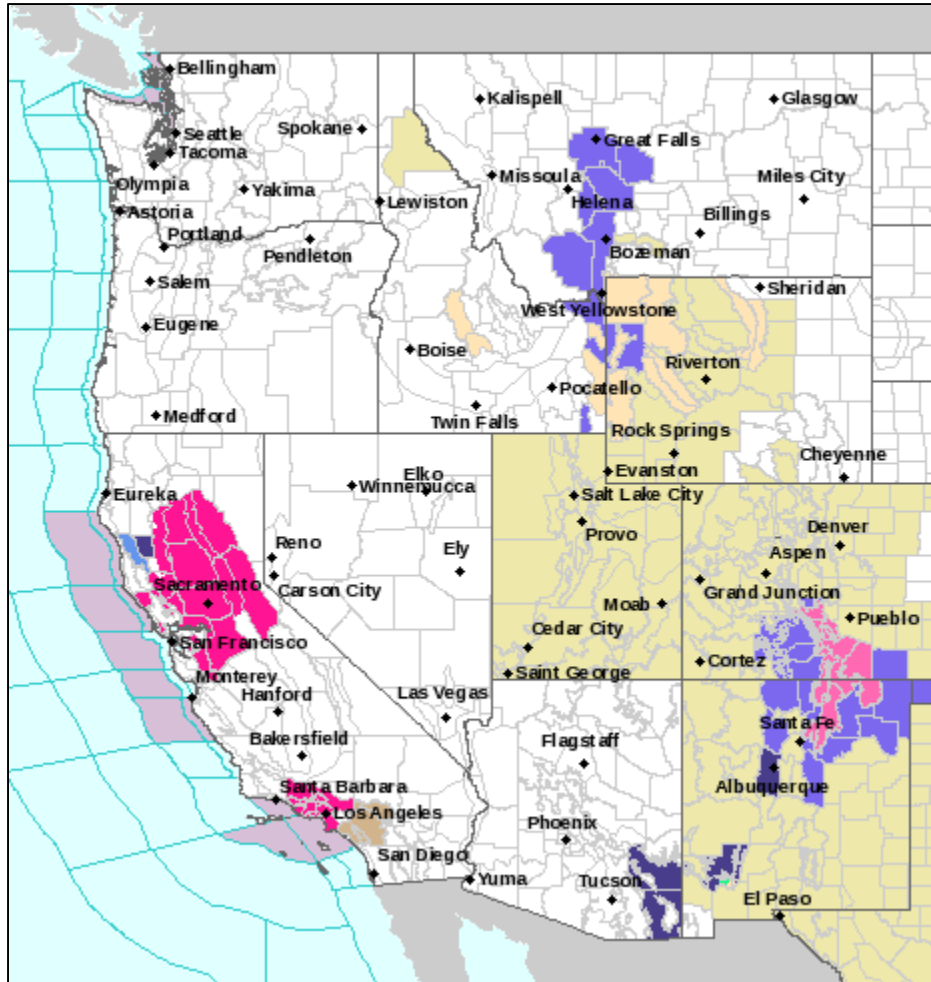 Bellingham
Kalispell
Glasgow
Seattle
Spokane
Great Falls
Tacoma
Olympia
Yakima
Missoula
Miles City
Astoria
Lewiston
Helena
Billings
Portland
Pendleton
Bozeman
Salem
Sheridan
West Yellowstone
Eugene
Boise
Riverton
Pocatello
Medford
Twin Falls
Rock Springs
Cheyenne
Evanston
Elko
Winnemucca
Eureka
Salt Lake City
Provo
Denver
Reno
Ely
Aspen
Sacramento
Carson City
Grand Junction
Moab
Pueblo
San Francisco
Cedar City
Cortez
Saint George
Monterey
Hanford
Las Vegas
Santa Fe
Flagstaff
Bakersfield
Santa Barbara
Albuquerque
Los Angeles
Phoenix
San Diego
Yuma
Tucson
El Paso